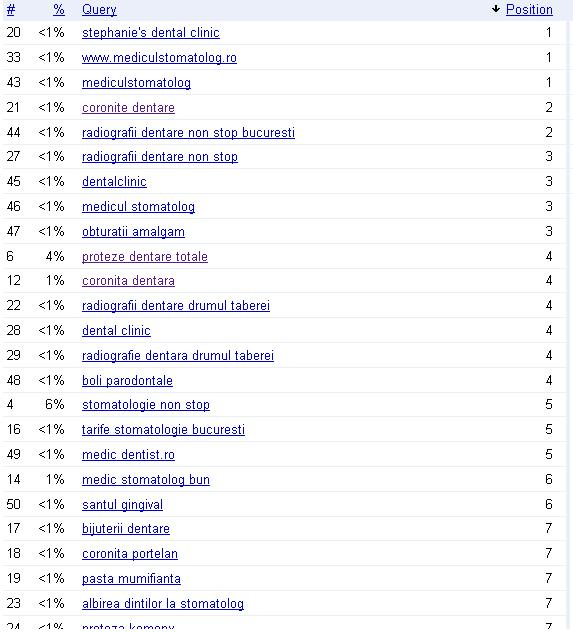 # % Query Position
20 <1% stephanie's dental clinic 1
33 <1% www.mediculstomatolog.ro 1
43 <1% mediculstomatolog 1
21 <1% coronite dentare 2
44 <1% radiografii dentare non stop bucuresti 2
27 <1% radiografii dentare non stop 3
45 <1% dentalclinic 3
46 <1% medicul stomatolog 3
47 <1% obturatii amalgam 3
6 4% proteze dentare totale 4
12 1% coronita dentara 4
22 <1% radiografii dentare drumul taberei 4
28 <1% dental clinic 4
29 <1% radiografie dentara drumul taberei 4
48 <1% boli parodontale 4
4 6% stomatologie non stop 5
16 <1% tarife stomatologie bucuresti 5
49 <1% medic dentist.ro 5
14 1% medic stomatolog bun 6
50 <1% santul gingival 6
17 <1% bijuterii dentare 7
18 <1% coronita portelan 7
19 <1% pasta mumifianta 7
23 <1% albirea dintilor la stomatolog 7
24 <1% proteza kemeny 7